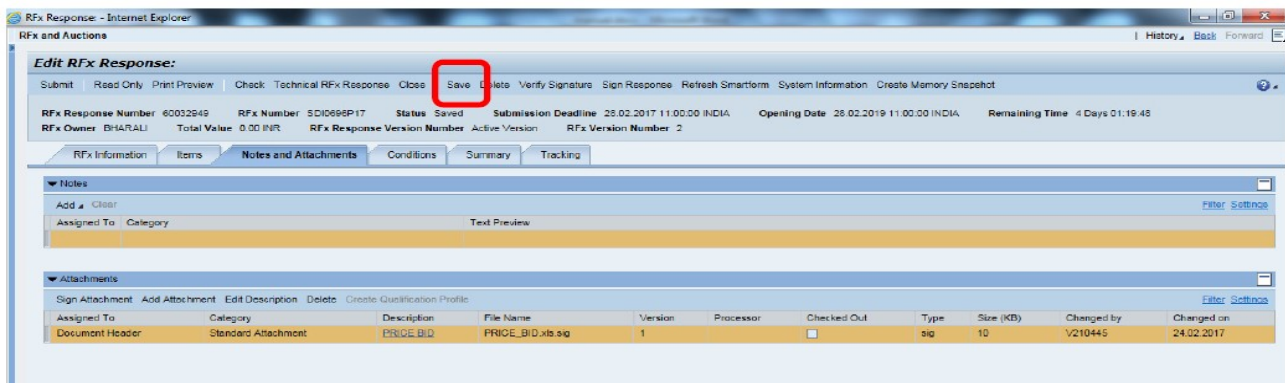 RFx Response: - Internet Explorer
RFx and Auctions | History Back Forward
Edit RFx Response:
Submit | Read Only Print Preview | Check Technical RFx Response Close | Save Delete Verify Signature Sign Response Refresh Smartform System Information Create Memory Snapshot
RFx Response Number 60032949 RFx Number SDI0696P17 Status Saved Submission Deadline 28.02.2017 11:00:00 INDIA Opening Date 28.02.2019 11:00:00 INDIA Remaining Time 4 Days 01:19:48
RFx Owner BHARALI Total Value 0.00 INR RFx Response Version Number Active Version RFx Version Number 2
RFx Information Items Notes and Attachments Conditions Summary Tracking
Notes
Add Clear Filter Settings
Assigned To Category Text Preview
Attachments
Sign Attachment Add Attachment Edit Description Delete Create Qualification Profile Filter Settings
Assigned To Category Description File Name Version Processor Checked Out Type Size (KB) Changed by Changed on
Document Header Standard Attachment PRICE BID PRICE_BID.xls.sig 1 sig 10 V210445 24.02.2017